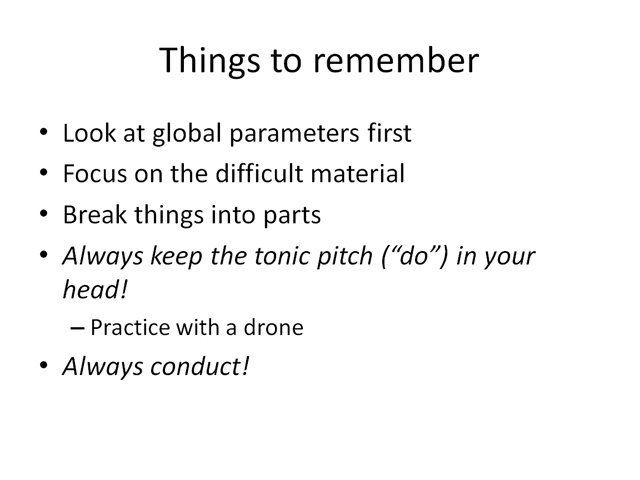 Things to remember
• Look at global parameters first
• Focus on the difficult material
• Break things into parts
• Always keep the tonic pitch (“do”) in your
head!
– Practice with a drone
• Always conduct!